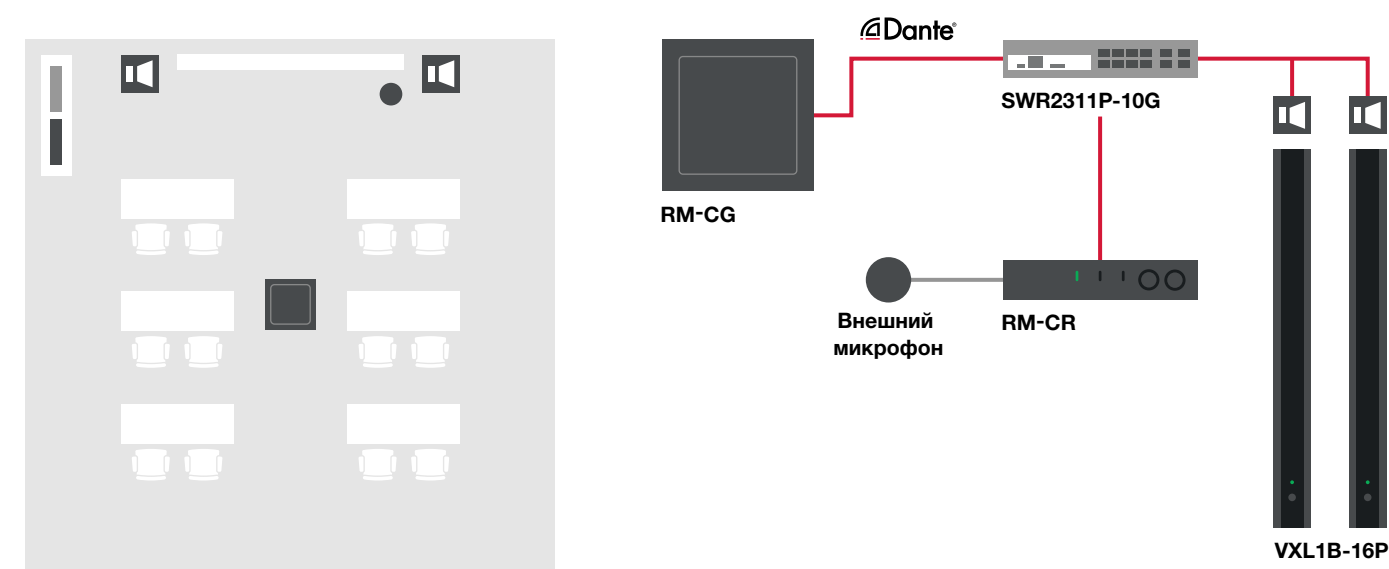 Dante®
SWR2311P-10G
RM-CG
Внешний
микрофон
RM-CR
VXL1B-16P